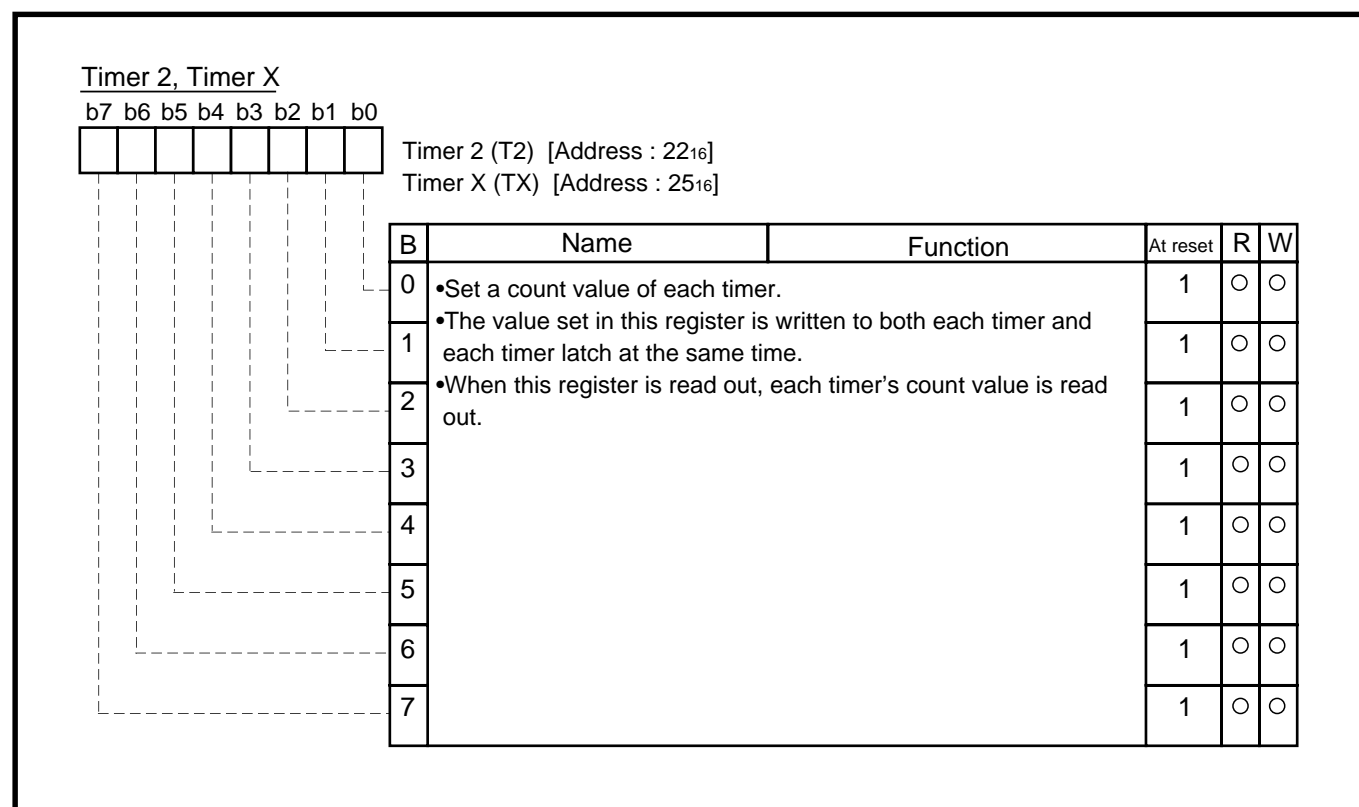 Timer 2, Timer X
b7 b6 b5 b4 b3 b2 b1 b0
Timer 2 (T2) [Address : 2216]
Timer X (TX) [Address : 2516]
B Name Function At reset R W
0 •Set a count value of each timer. 1 ○ ○
•The value set in this register is written to both each timer and
1 each timer latch at the same time. 1 ○ ○
•When this register is read out, each timer’s count value is read
2 out. 1 ○ ○
3 1 ○ ○
4 1 ○ ○
5 1 ○ ○
6 1 ○ ○
7 1 ○ ○